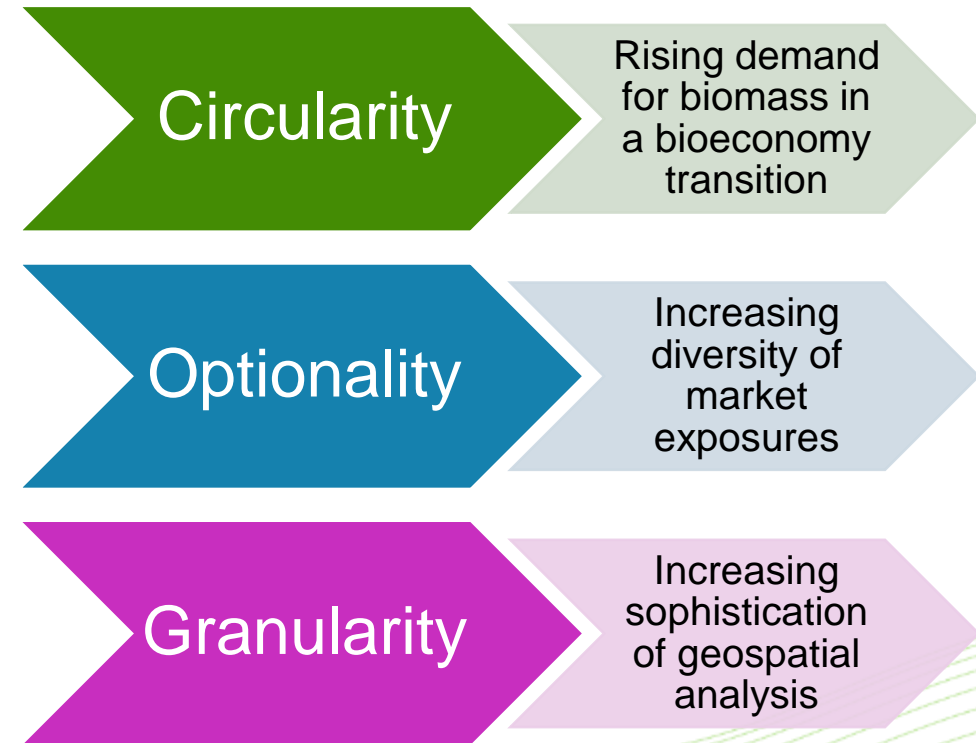 Circularity
Rising demand
for biomass in
a bioeconomy
transition
Optionality
Increasing
diversity of
market
exposures
Granularity
Increasing
sophistication
of geospatial
analysis